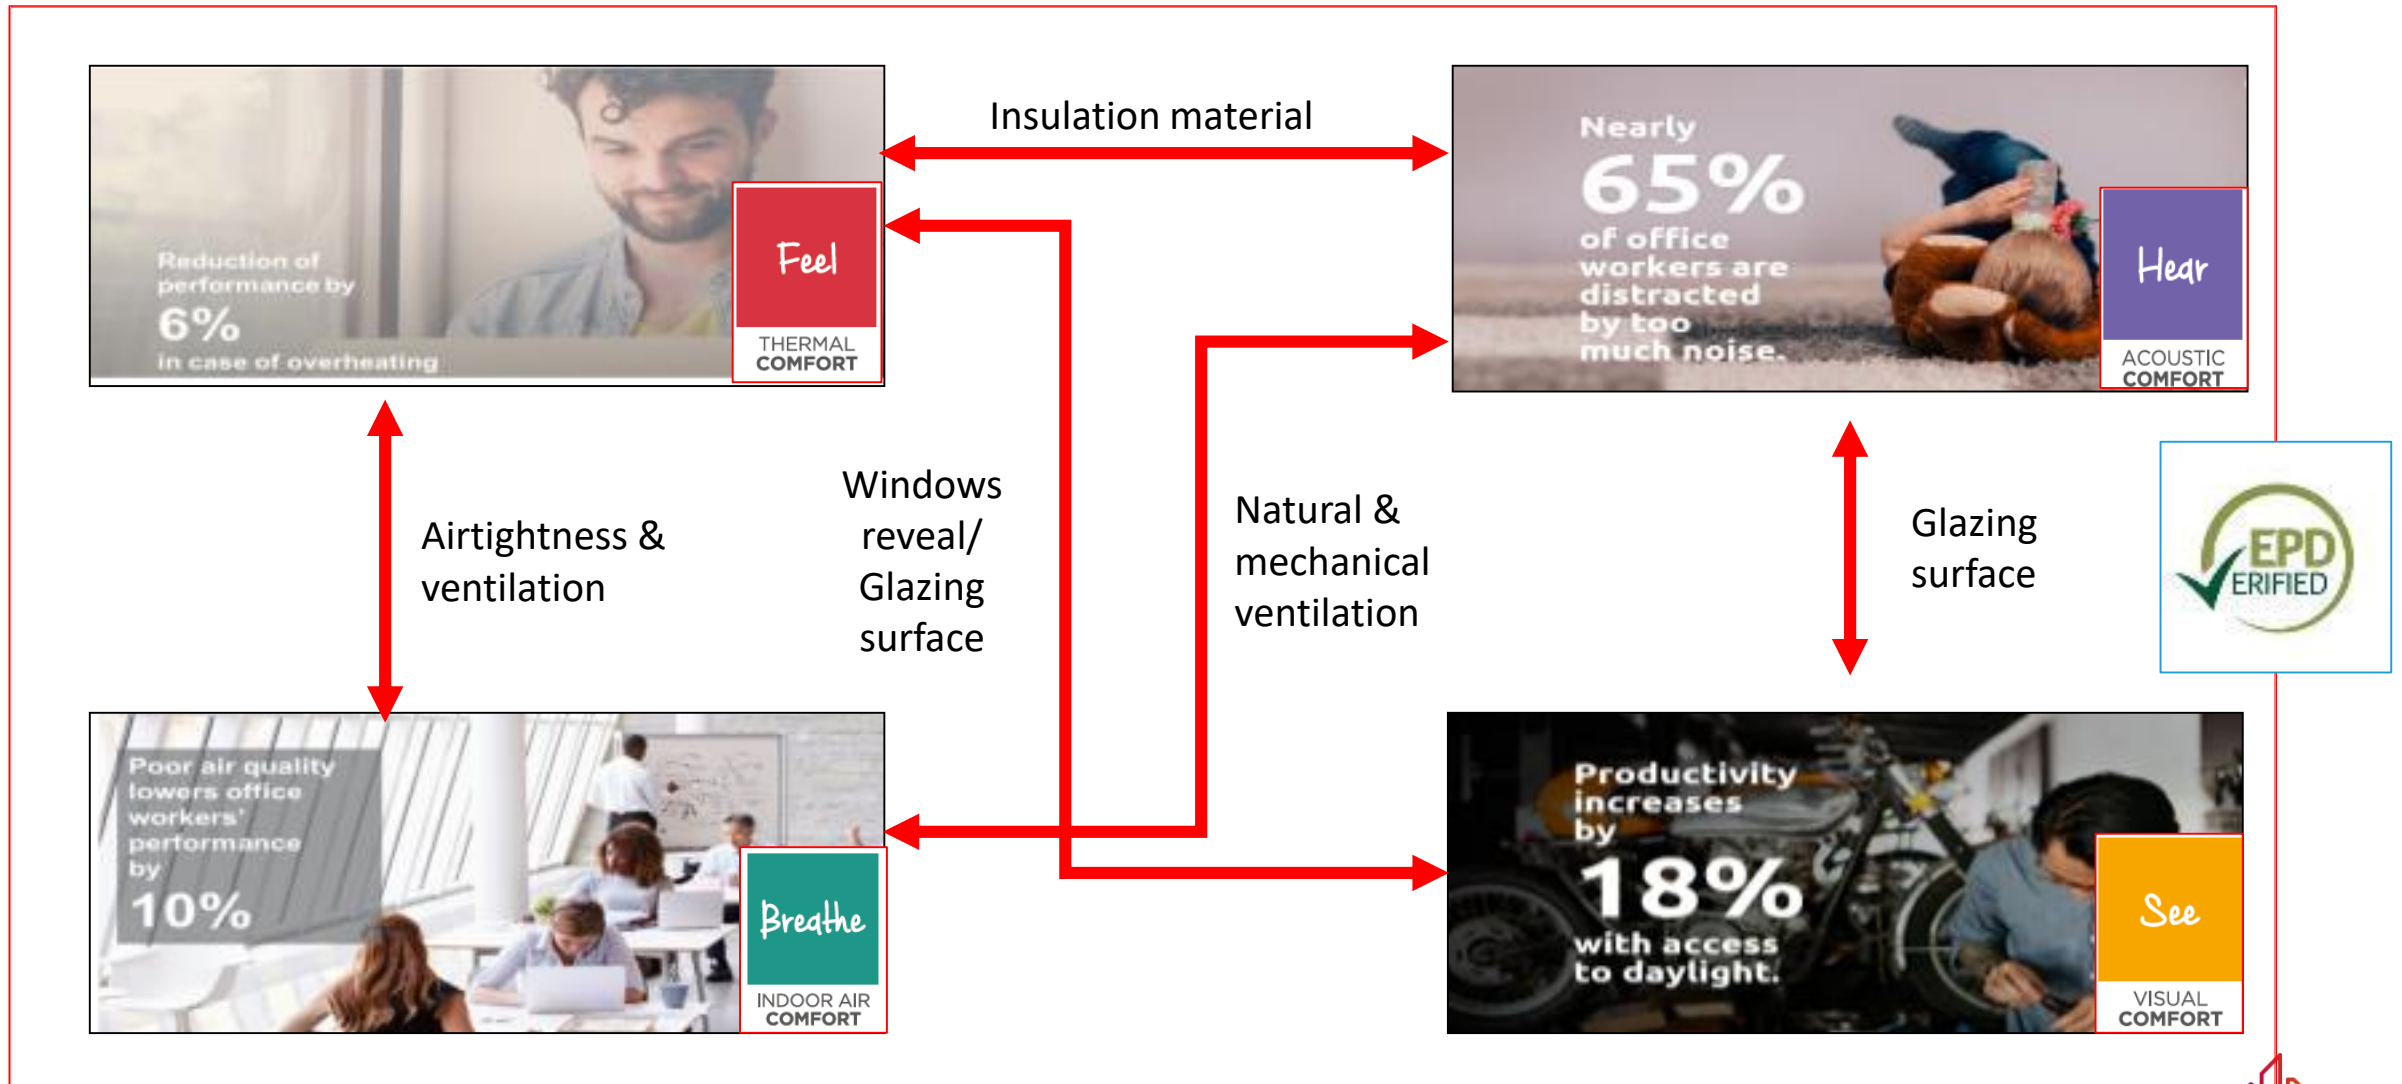 Reduction of
performance by
6%
in case of overheating
Feel
THERMAL
COMFORT
Insulation material
Nearly
65%
of office
workers are
distracted
by too
much noise.
Hear
ACOUSTIC
COMFORT
Airtightness &
ventilation
Windows
reveal/
Glazing
surface
Natural &
mechanical
ventilation
Glazing
surface
EPD
ERIFIED
Poor air quality
lowers office
workers'
performance
by
10%
Breathe
INDOOR AIR
COMFORT
Productivity
increases
by
18%
with access
to daylight.
See
VISUAL
COMFORT